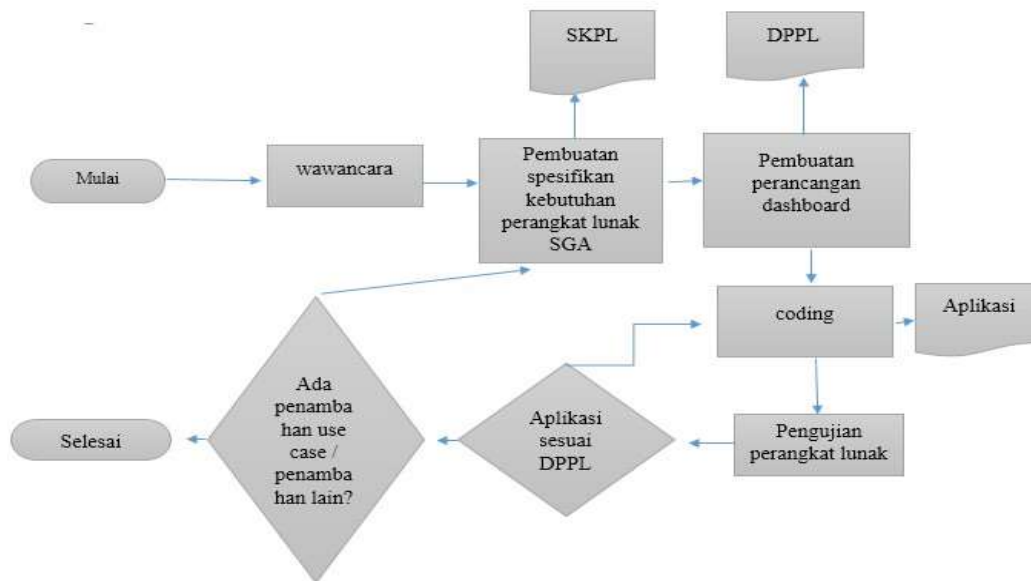 SKPL
DPPL
Mulai
wawancara
Pembuatan
spesifikan
kebutuhan
perangkat lunak
SGA
Pembuatan
perancangan
dashboard
coding
Aplikasi
Selesai
Ada
penamba
han use
case /
penamba
han lain?
Aplikasi
sesuai
DPPL
Pengujian
perangkat lunak